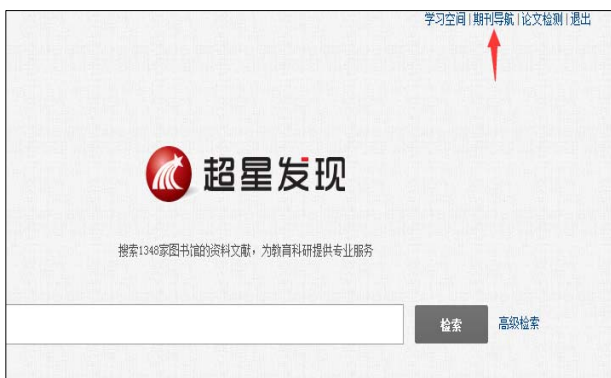 学习空间 | 期刊导航 | 论文检测 | 退出
超星发现
搜索1348家图书馆的资料文献，为教育科研提供专业服务
检索 高级检索